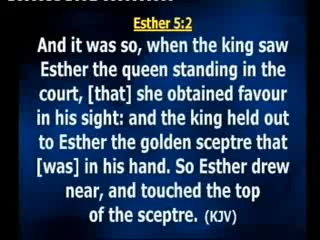 Esther 5:2
And it was so, when the king saw
Esther the queen standing in the
court, [that] she obtained favour
in his sight: and the king held out
to Esther the golden sceptre that
[was] in his hand. So Esther drew
near, and touched the top
of the sceptre. (KJV)